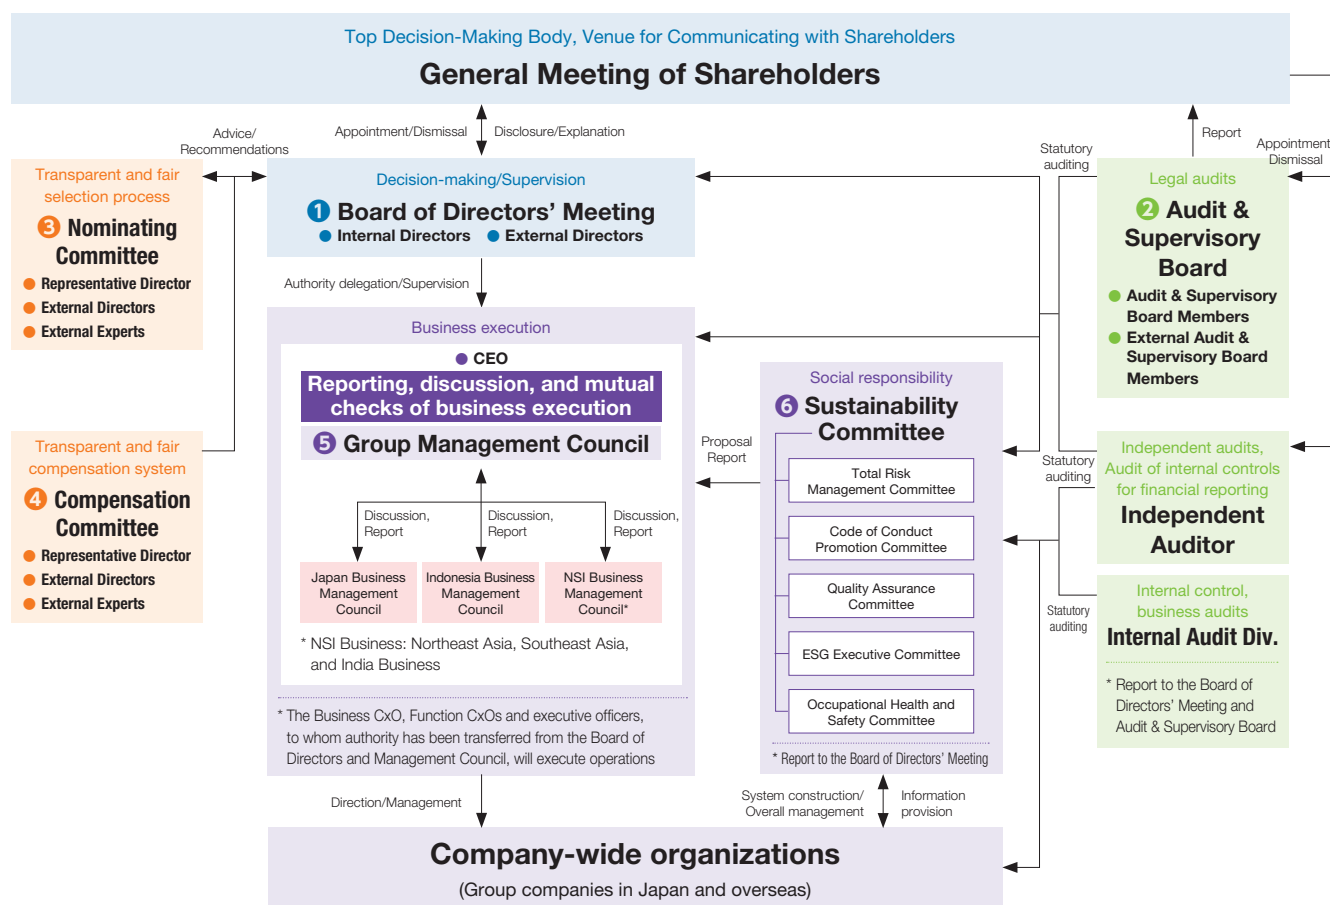 Top Decision-Making Body, Venue for Communicating with Shareholders
General Meeting of Shareholders
Appointment/Dismissal
Disclosure/Explanation
Advice/
Recommendations
Statutory
auditing
Report
Appointment
Dismissal
Transparent and fair
selection process
3 Nominating
Committee
● Representative Director
● External Directors
● External Experts
Decision-making/Supervision
1 Board of Directors’ Meeting
● Internal Directors ● External Directors
Authority delegation/Supervision
Legal audits
2 Audit &
Supervisory
Board
● Audit & Supervisory
Board Members
● External Audit &
Supervisory Board
Members
Business execution
● CEO
Reporting, discussion, and mutual
checks of business execution
5 Group Management Council
Discussion,
Report
Discussion,
Report
Discussion,
Report
Japan Business
Management
Council
Indonesia Business
Management
Council
NSI Business
Management
Council*
* NSI Business: Northeast Asia, Southeast Asia,
and India Business
* The Business CxO, Function CxOs and executive officers,
to whom authority has been transferred from the Board of
Directors and Management Council, will execute operations
Transparent and fair
compensation system
4 Compensation
Committee
● Representative Director
● External Directors
● External Experts
Proposal
Report
Social responsibility
6 Sustainability
Committee
Total Risk
Management Committee
Code of Conduct
Promotion Committee
Quality Assurance
Committee
ESG Executive Committee
Occupational Health and
Safety Committee
* Report to the Board of Directors’ Meeting
Statutory
auditing
Independent audits,
Audit of internal controls
for financial reporting
Independent
Auditor
Statutory
auditing
Internal control,
business audits
Internal Audit Div.
* Report to the Board of
Directors’ Meeting and
Audit & Supervisory Board
Direction/Management
System construction/
Overall management
Information
provision
Company-wide organizations
(Group companies in Japan and overseas)